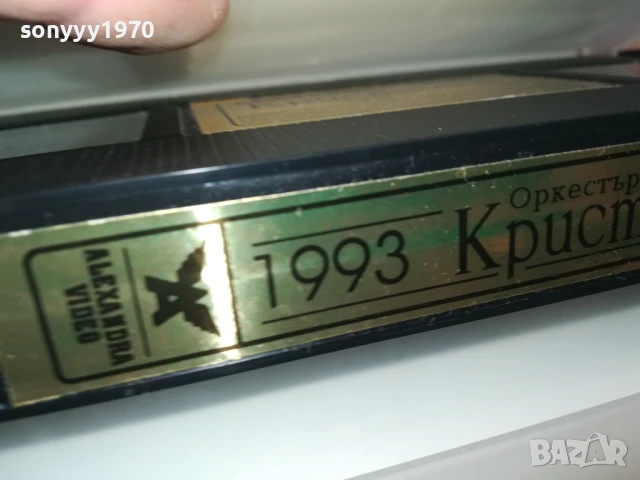 sonyyy1970
ALEXANDRA
VIDEO
1993
Оркестър
Крист
BAZAR